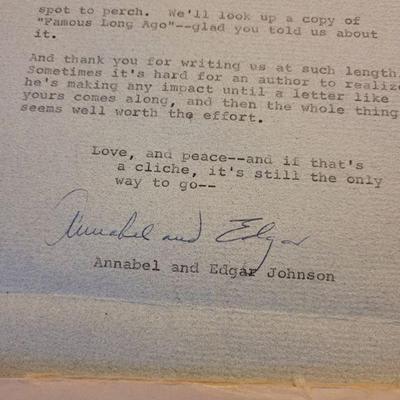 spot to perch.  We'll look up a copy of
"Famous Long Ago"--glad you told us about
it.
And thank you for writing us at such length.
Sometimes it's hard for an author to realize
he's making any impact until a letter like
yours comes along, and then the whole thing
seems well worth the effort.
Love, and peace--and if that's
a cliche, it's still the only
way to go--
Annabel and Edgar
Annabel and Edgar Johnson